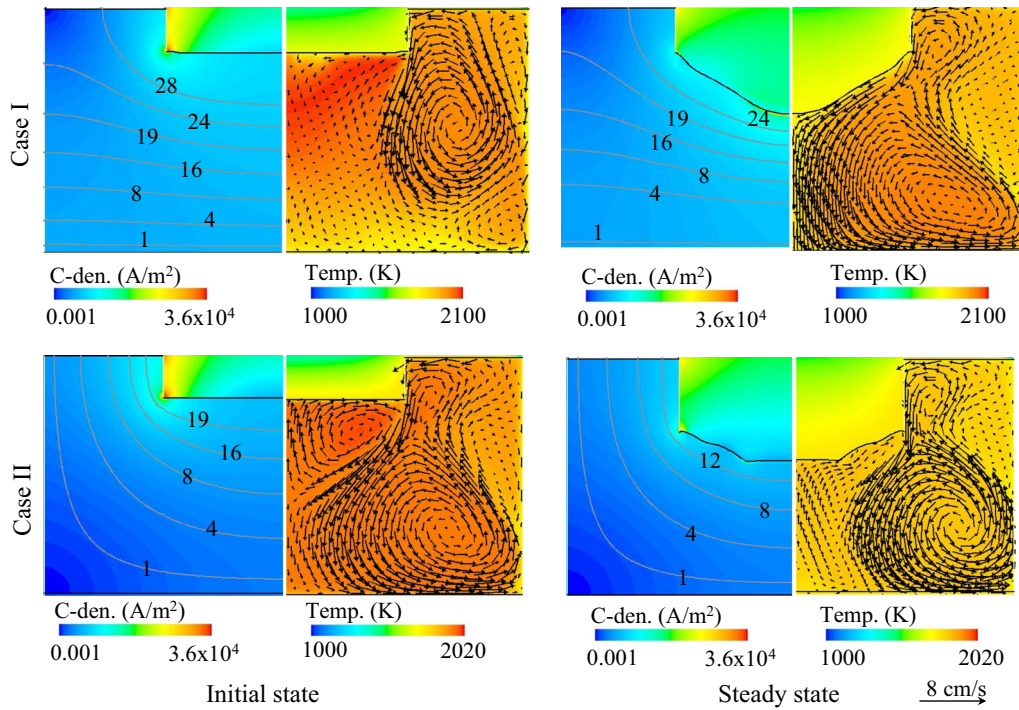 Case I
28
24
19
16
8
4
1
24
19
16
8
4
1
C-den. (A/m²)
0.001 3.6x10⁴
Temp. (K)
1000 2100
C-den. (A/m²)
0.001 3.6x10⁴
Temp. (K)
1000 2100
Case II
19
16
8
4
1
12
8
4
1
C-den. (A/m²)
0.001 3.6x10⁴
Temp. (K)
1000 2020
C-den. (A/m²)
0.001 3.6x10⁴
Temp. (K)
1000 2020
Initial state
Steady state
8 cm/s